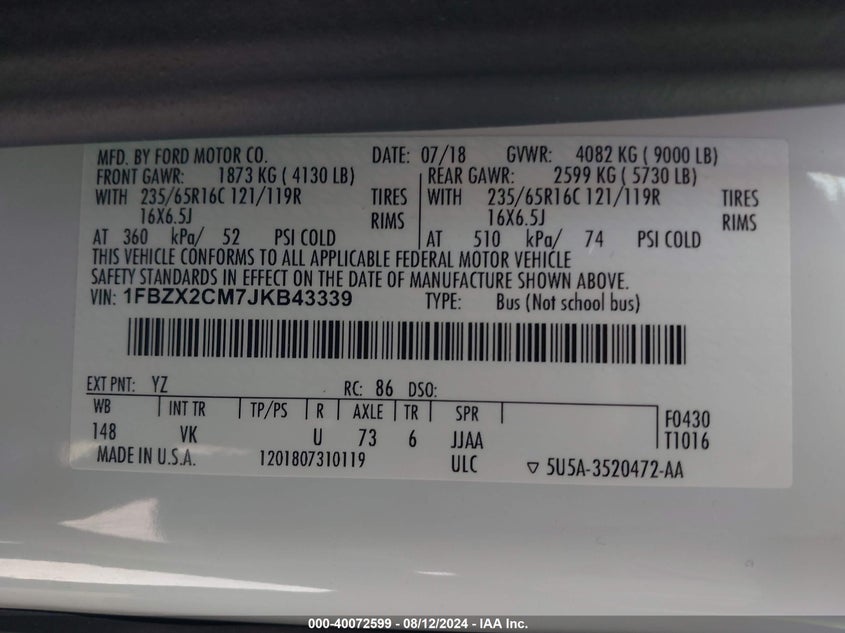 MFD. BY FORD MOTOR CO. DATE: 07/18 GVWR: 4082 KG ( 9000 LB)
FRONT GAWR: 1873 KG ( 4130 LB) REAR GAWR: 2599 KG ( 5730 LB)
WITH 235/65R16C 121/119R TIRES WITH 235/65R16C 121/119R TIRES
16X6.5J RIMS 16X6.5J RIMS
AT 360 kPa/ 52 PSI COLD AT 510 kPa/ 74 PSI COLD
THIS VEHICLE CONFORMS TO ALL APPLICABLE FEDERAL MOTOR VEHICLE
SAFETY STANDARDS IN EFFECT ON THE DATE OF MANUFACTURE SHOWN ABOVE.
VIN: 1FBZX2CM7JKB43339 TYPE: Bus (Not school bus)
EXT PNT: YZ RC: 86 DSO:
WB INT TR TP/PS R AXLE TR SPR F0430
148 VK U 73 6 JJAA T1016
MADE IN U.S.A. 1201807310119 ULC ▽ 5U5A-3520472-AA
000-40072599 - 08/12/2024 - IAA Inc.